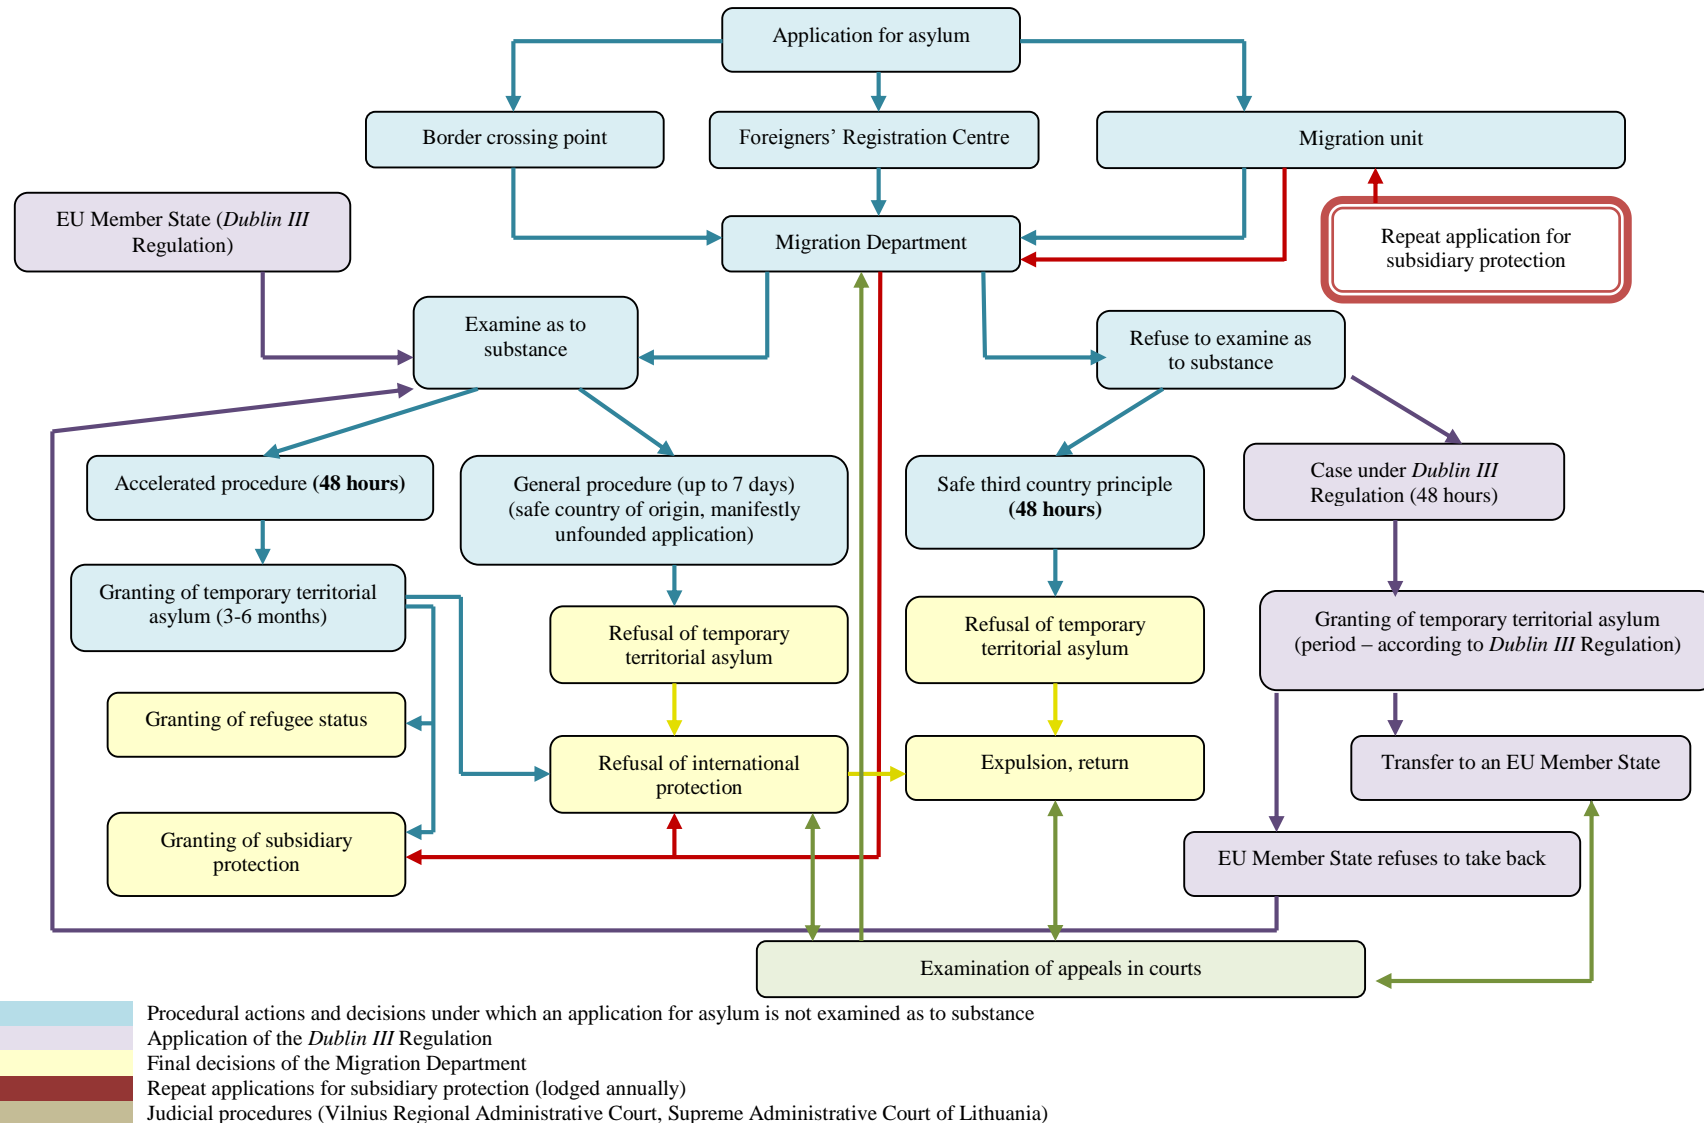 Application for asylum
Border crossing point
Foreigners’ Registration Centre
Migration unit
EU Member State (Dublin III
Regulation)
Migration Department
Repeat application for
subsidiary protection
Examine as to
substance
Refuse to examine as
to substance
Accelerated procedure (48 hours)
General procedure (up to 7 days)
(safe country of origin, manifestly
unfounded application)
Safe third country principle
(48 hours)
Case under Dublin III
Regulation (48 hours)
Granting of temporary territorial
asylum (3-6 months)
Refusal of temporary
territorial asylum
Refusal of temporary
territorial asylum
Granting of temporary territorial asylum
(period – according to Dublin III Regulation)
Granting of refugee status
Refusal of international
protection
Expulsion, return
Transfer to an EU Member State
Granting of subsidiary
protection
EU Member State refuses to take back
Examination of appeals in courts
Procedural actions and decisions under which an application for asylum is not examined as to substance
Application of the Dublin III Regulation
Final decisions of the Migration Department
Repeat applications for subsidiary protection (lodged annually)
Judicial procedures (Vilnius Regional Administrative Court, Supreme Administrative Court of Lithuania)